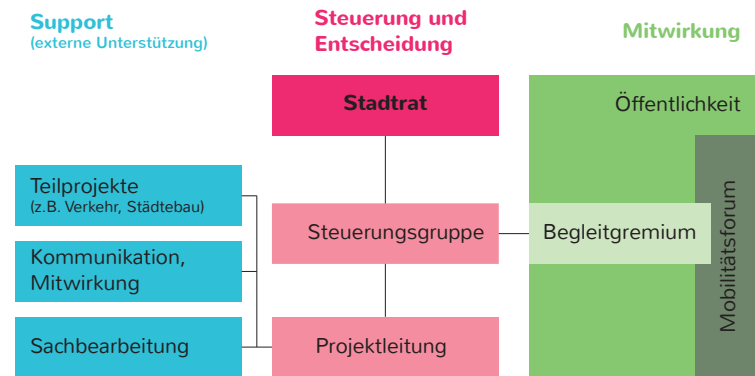 Support
(externe Unterstützung)
Steuerung und
Entscheidung
Mitwirkung
Stadtrat
Öffentlichkeit
Teilprojekte
(z.B. Verkehr, Städtebau)
Steuerungsgruppe
Begleitgremium
Mobilitätsforum
Kommunikation,
Mitwirkung
Sachbearbeitung
Projektleitung